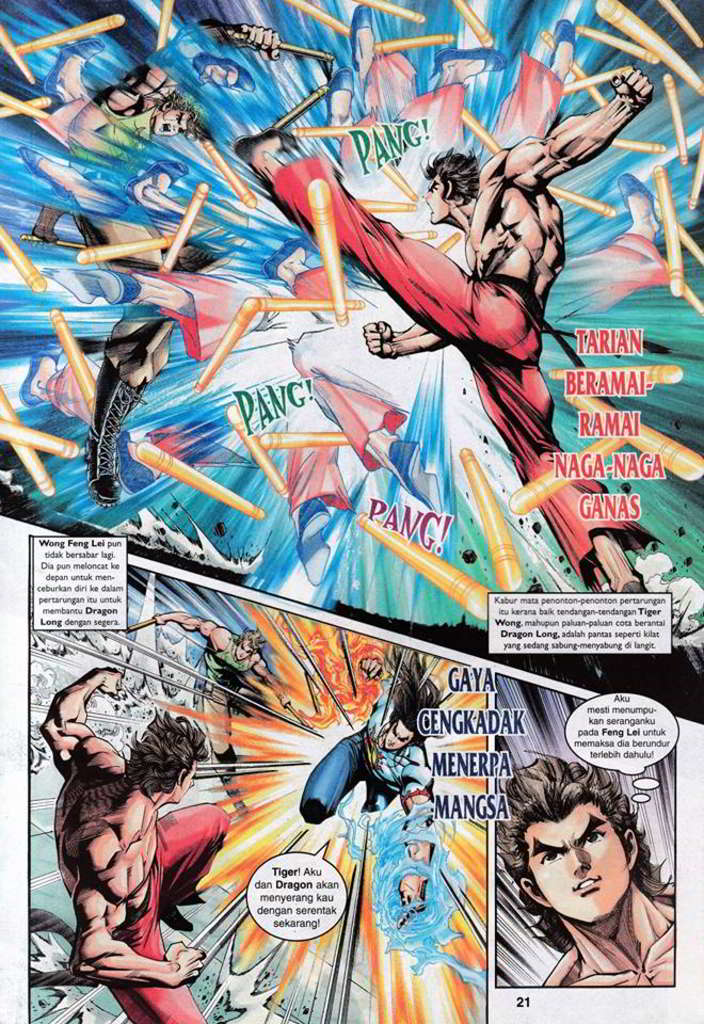 PANG!
PANG!
PANG!
TARIAN
BERAMAI-
RAMAI
NAGA-NAGA
GANAS
Wong Fei Lei pun
tidak bersabar lagi.
Dia pun meloncat ke
depan untuk men-
ceburkan diri ke dalam
pertarungan itu untuk
membantu Dragon
Long dengan segera.
Kabur mata penonton-penonton pertarungan
itu kerana baik tendangan-tendangan Tiger
Wong, mahupun paluan-paluan cota berantai
Dragon Long, adalah pantas seperti kilat
yang sedang sabung-menyabung di langit.
GAYA
CENGKADAK
MENERPA
MANGSA
Tiger! Aku
dan Dragon akan
menyerang kau
dengan serentak
sekarang!
Aku
mesti menumpu-
kan seranganku
pada Feng Lei untuk
memaksa dia berundur
terlebih dahulu!
21